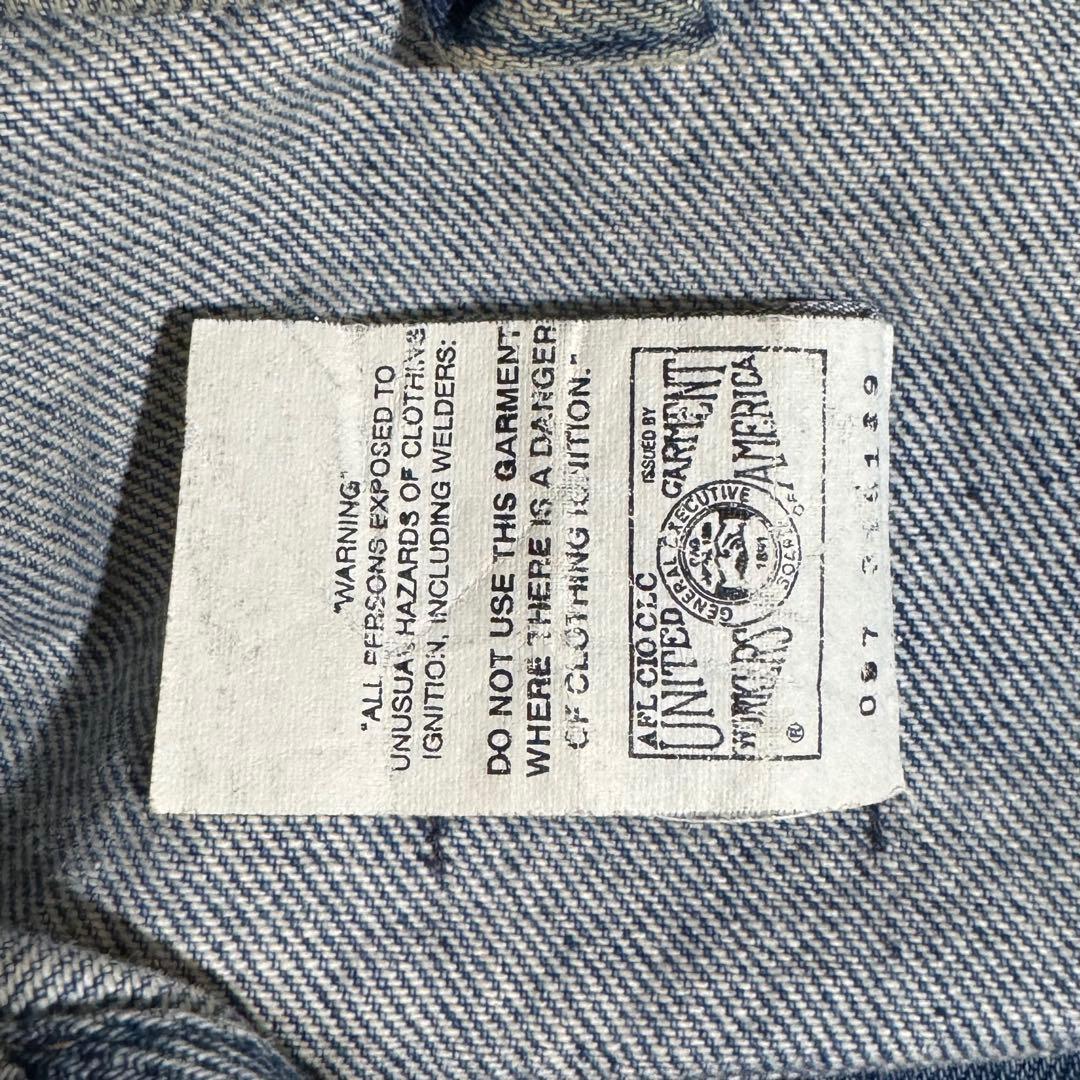 "WARNING"
"ALL PERSONS EXPOSED TO
UNUSUAL HAZARDS OF CLOTHING
IGNITION, INCLUDING WELDERS:
DO NOT USE THIS GARMENT
WHERE THERE IS A DANGER
OF CLOTHING IGNITION."
AFL CIO CLC
ISSUED BY
UNITED GARMENT
WORKERS OF AMERICA
GENERAL EXECUTIVE BOARD
1891
®